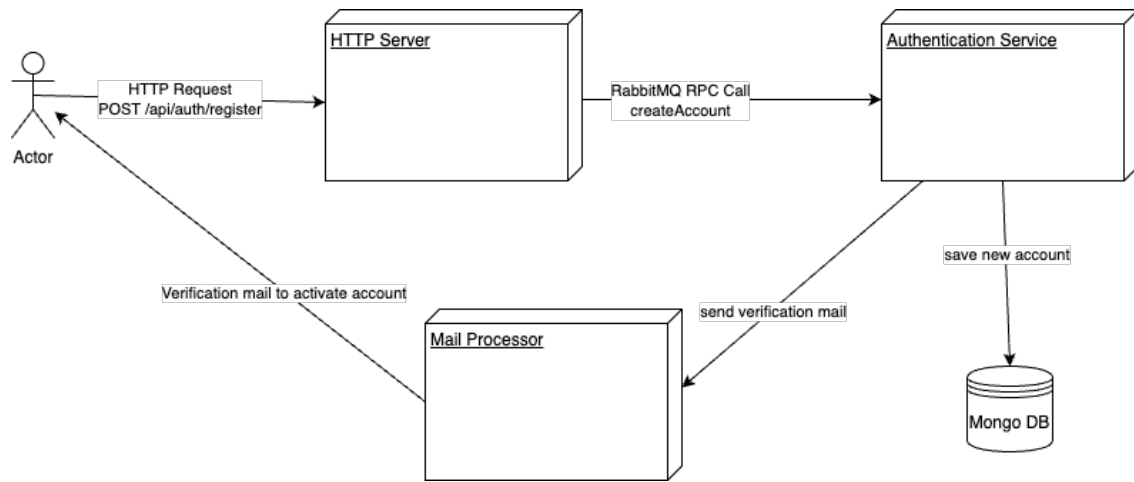 HTTP Server
Authentication Service
HTTP Request
POST /api/auth/register
RabbitMQ RPC Call
createAccount
Actor
save new account
Verification mail to activate account
send verification mail
Mail Processor
Mongo DB